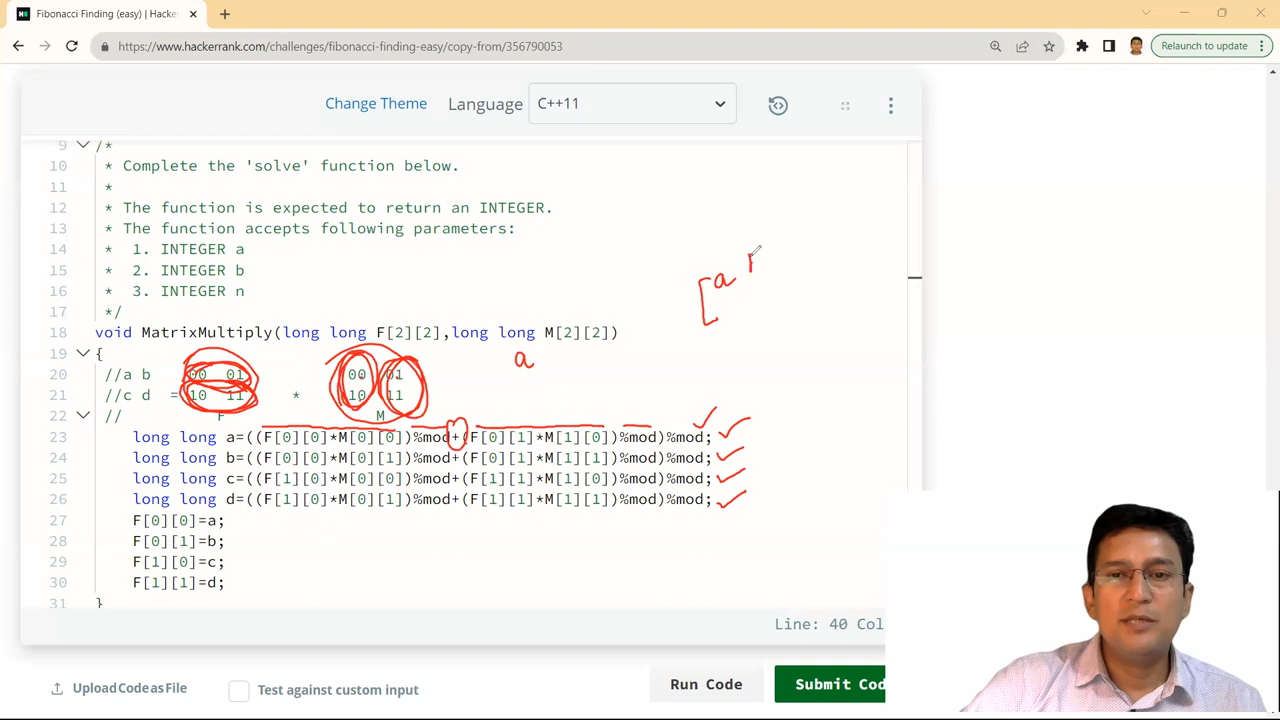 Fibonacci Finding (easy) | Hacker
https://www.hackerrank.com/challenges/fibonacci-finding-easy/copy-from/356790053
Relaunch to update
Change Theme Language C++11
9 /*
10 * Complete the 'solve' function below.
11 *
12 * The function is expected to return an INTEGER.
13 * The function accepts following parameters:
14 * 1. INTEGER a
15 * 2. INTEGER b
16 * 3. INTEGER n
17 */
18 void MatrixMultiply(long long F[2][2],long long M[2][2])
19 {
20 //a b 00 01 00 01
21 //c d = 10 11 * 10 11
22 // F M
23 long long a=((F[0][0]*M[0][0])%mod+(F[0][1]*M[1][0])%mod)%mod;
24 long long b=((F[0][0]*M[0][1])%mod+(F[0][1]*M[1][1])%mod)%mod;
25 long long c=((F[1][0]*M[0][0])%mod+(F[1][1]*M[1][0])%mod)%mod;
26 long long d=((F[1][0]*M[0][1])%mod+(F[1][1]*M[1][1])%mod)%mod;
27 F[0][0]=a;
28 F[0][1]=b;
29 F[1][0]=c;
30 F[1][1]=d;
31 }
a
[a
Line: 40 Col
Upload Code as File Test against custom input Run Code Submit Cod